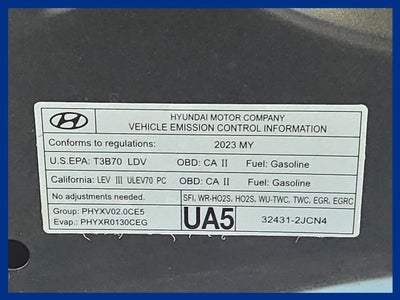 HYUNDAI MOTOR COMPANY
VEHICLE EMISSION CONTROL INFORMATION
Conforms to regulations: 2023 MY
U.S.EPA: T3B70 LDV OBD: CA II Fuel: Gasoline
California: LEV III ULEV70 PC OBD: CA II Fuel: Gasoline
No adjustments needed. SFI, WR-HO2S, HO2S, WU-TWC, TWC, EGR, EGRC
Group: PHYXV02.0CE5
Evap.: PHYXR0130CEG
UA5 32431-2JCN4